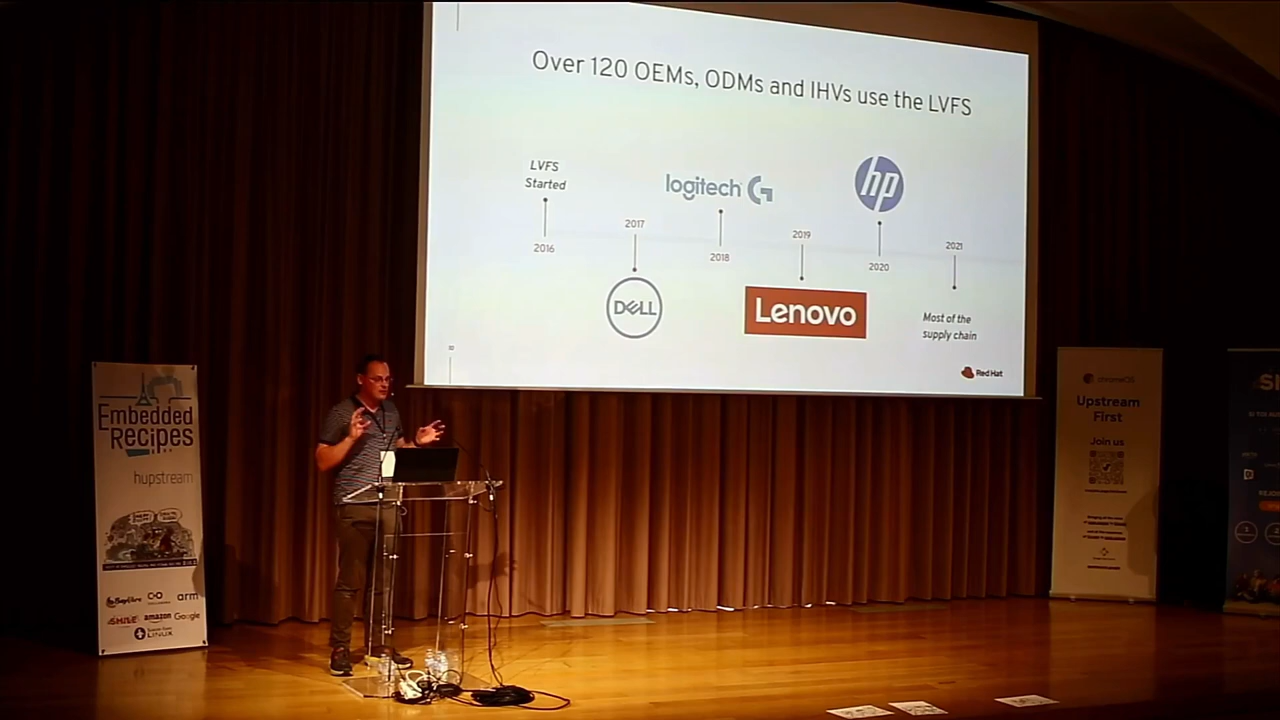 Over 120 OEMs, ODMs and IHVs use the LVFS
LVFS
Started
2016
2017
DELL
logitech G
2018
2019
Lenovo
hp
2020
2021
Most of the
supply chain
Red Hat
Embedded
Recipes
hupstream
arm
amazon Google
LINUX
chromeOS
Upstream
First
Join us